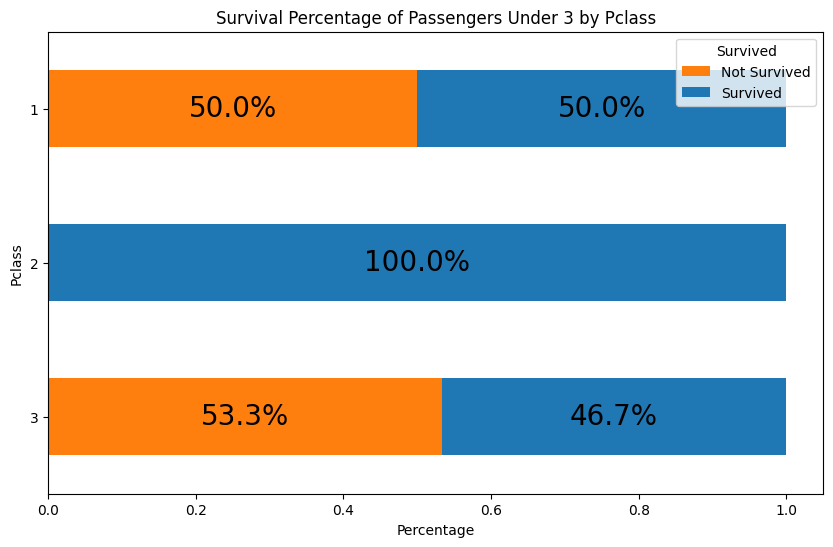 Survival Percentage of Passengers Under 3 by Pclass
Survived
Not Survived
Survived
1
50.0%
50.0%
2
100.0%
3
53.3%
46.7%
Pclass
0.0
0.2
0.4
0.6
0.8
1.0
Percentage